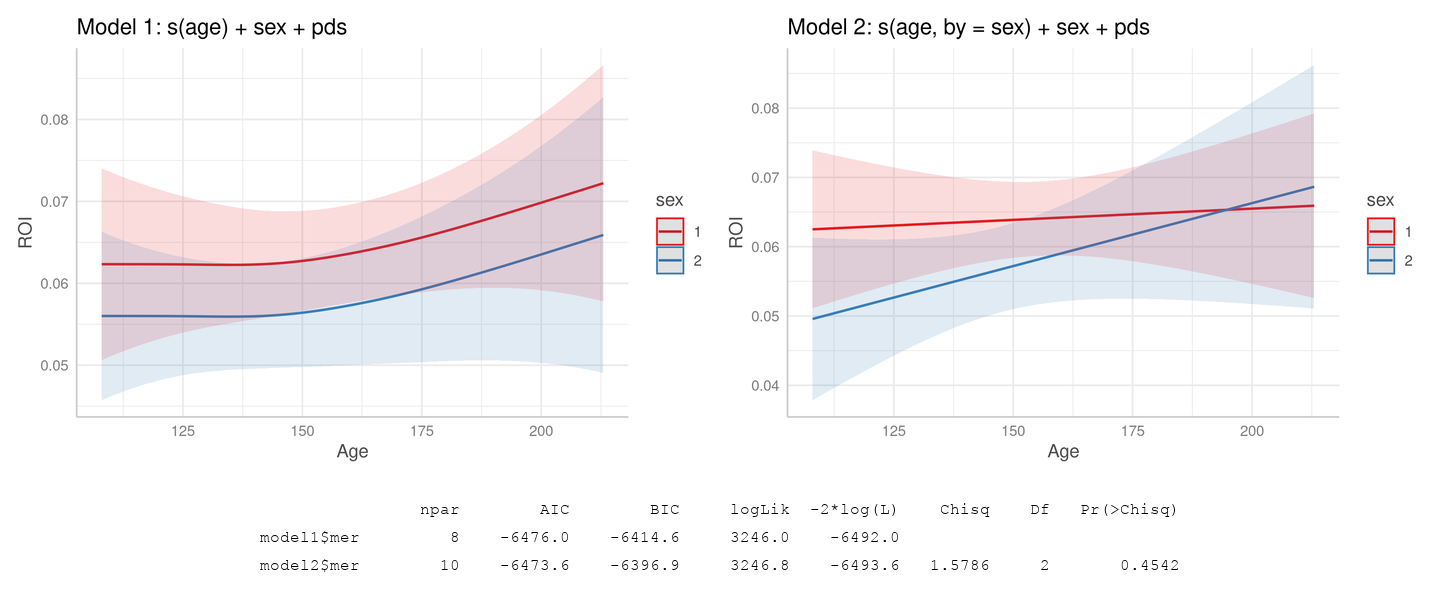 Model 1: s(age) + sex + pds
ROI
0.08
0.07
0.06
0.05
125 150 175 200
Age
sex
1
2
Model 2: s(age, by = sex) + sex + pds
ROI
0.08
0.07
0.06
0.05
0.04
125 150 175 200
Age
sex
1
2
npar AIC BIC logLik -2*log(L) Chisq Df Pr(>Chisq)
model1$mer 8 -6476.0 -6414.6 3246.0 -6492.0
model2$mer 10 -6473.6 -6396.9 3246.8 -6493.6 1.5786 2 0.4542